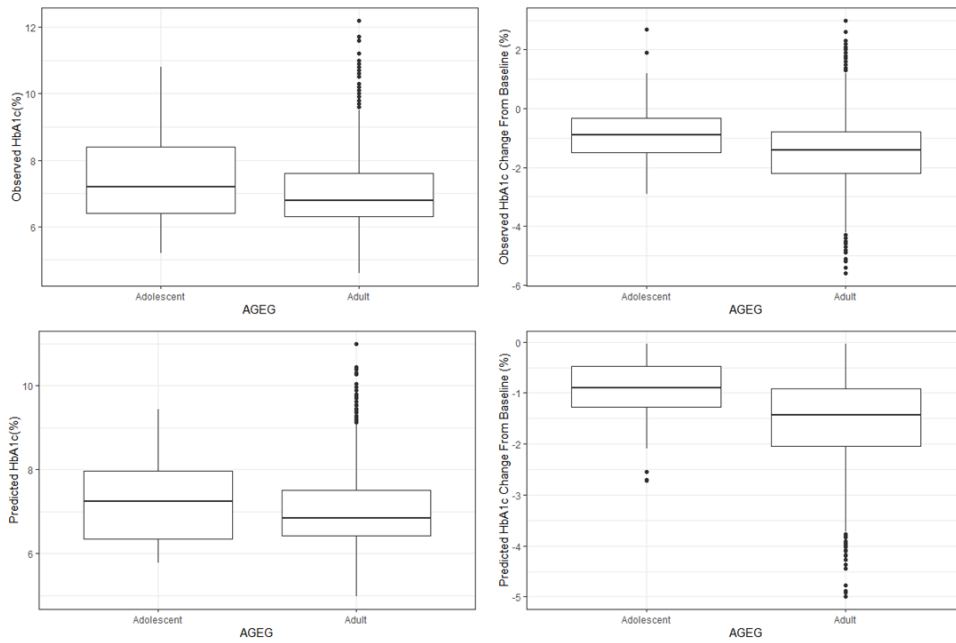 Observed HbA1c(%)
12
10
8
6
Adolescent
Adult
AGEG
Observed HbA1c Change From Baseline (%)
2
0
-2
-4
-6
Adolescent
Adult
AGEG
Predicted HbA1c(%)
10
8
6
Adolescent
Adult
AGEG
Predicted HbA1c Change From Baseline (%)
0
-1
-2
-3
-4
-5
Adolescent
Adult
AGEG